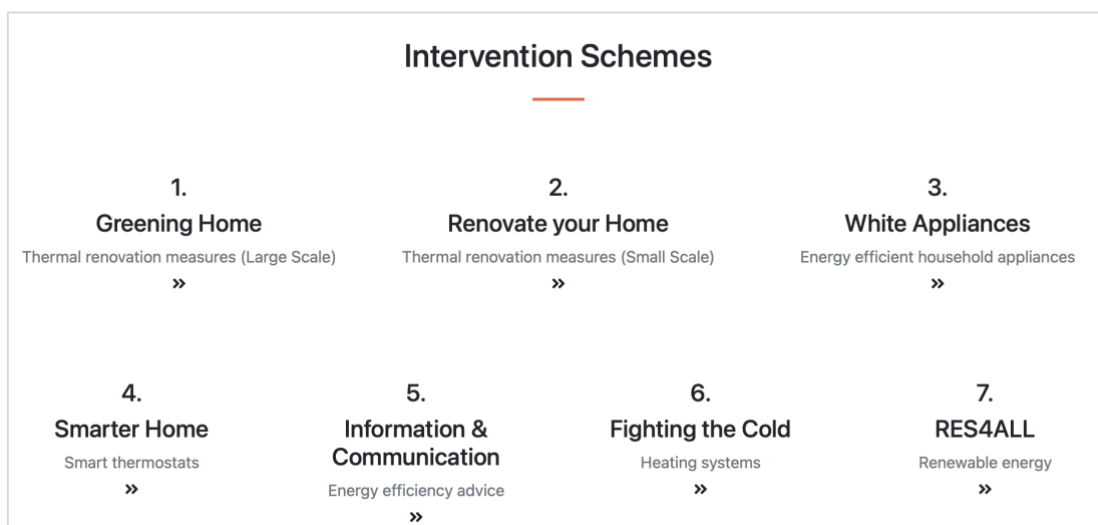 Intervention Schemes
1.
Greening Home
Thermal renovation measures (Large Scale)
»
2.
Renovate your Home
Thermal renovation measures (Small Scale)
»
3.
White Appliances
Energy efficient household appliances
»
4.
Smarter Home
Smart thermostats
»
5.
Information &
Communication
Energy efficiency advice
»
6.
Fighting the Cold
Heating systems
»
7.
RES4ALL
Renewable energy
»